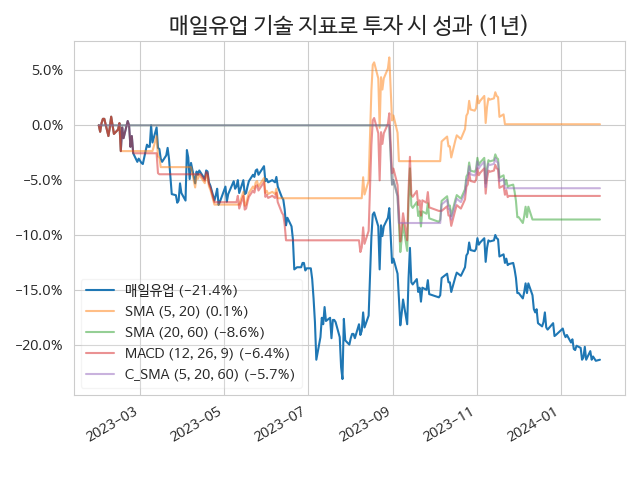 매일유업 기술 지표로 투자 시 성과 (1년)
5.0%
0.0%
−5.0%
−10.0%
−15.0%
−20.0%
매일유업 (−21.4%)
SMA (5, 20) (0.1%)
SMA (20, 60) (−8.6%)
MACD (12, 26, 9) (−6.4%)
C_SMA (5, 20, 60) (−5.7%)
2023−03
2023−05
2023−07
2023−09
2023−11
2024−01